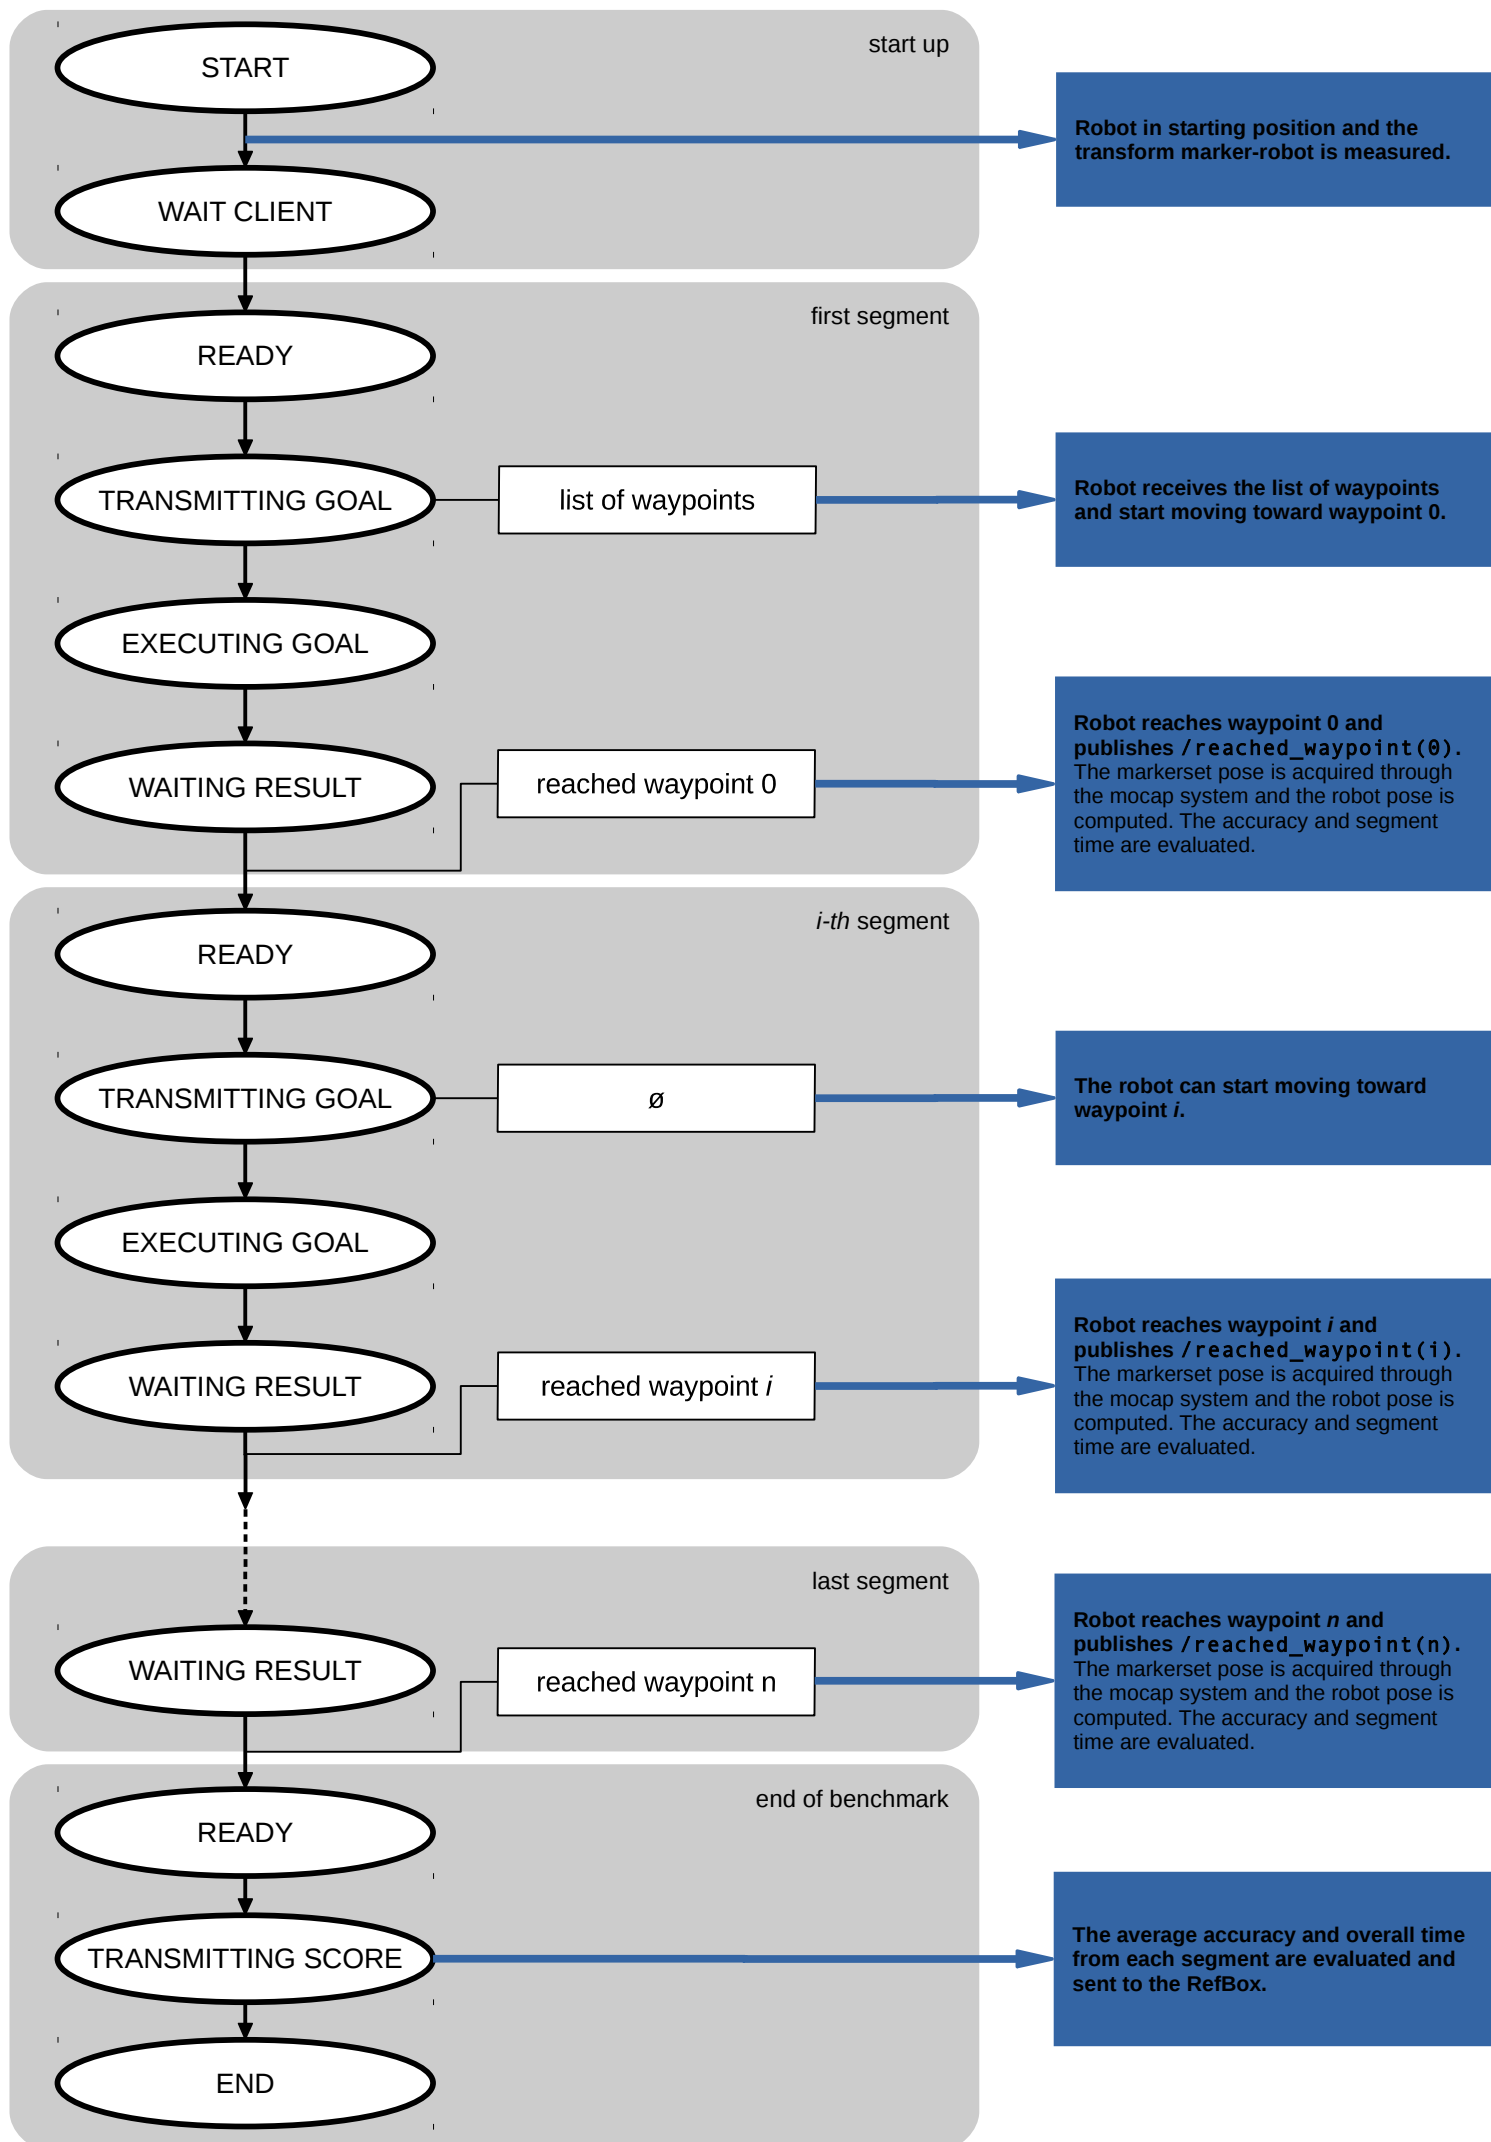 start up
START
Robot in starting position and the
transform marker-robot is measured.
WAIT CLIENT
first segment
READY
TRANSMITTING GOAL
list of waypoints
Robot receives the list of waypoints
and start moving toward waypoint 0.
EXECUTING GOAL
WAITING RESULT
reached waypoint 0
Robot reaches waypoint 0 and
publishes /reached_waypoint(0).
The markerset pose is acquired through
the mocap system and the robot pose is
computed. The accuracy and segment
time are evaluated.
i-th segment
READY
TRANSMITTING GOAL
ø
The robot can start moving toward
waypoint i.
EXECUTING GOAL
WAITING RESULT
reached waypoint i
Robot reaches waypoint i and
publishes /reached_waypoint(i).
The markerset pose is acquired through
the mocap system and the robot pose is
computed. The accuracy and segment
time are evaluated.
last segment
WAITING RESULT
reached waypoint n
Robot reaches waypoint n and
publishes /reached_waypoint(n).
The markerset pose is acquired through
the mocap system and the robot pose is
computed. The accuracy and segment
time are evaluated.
end of benchmark
READY
TRANSMITTING SCORE
The average accuracy and overall time
from each segment are evaluated and
sent to the RefBox.
END